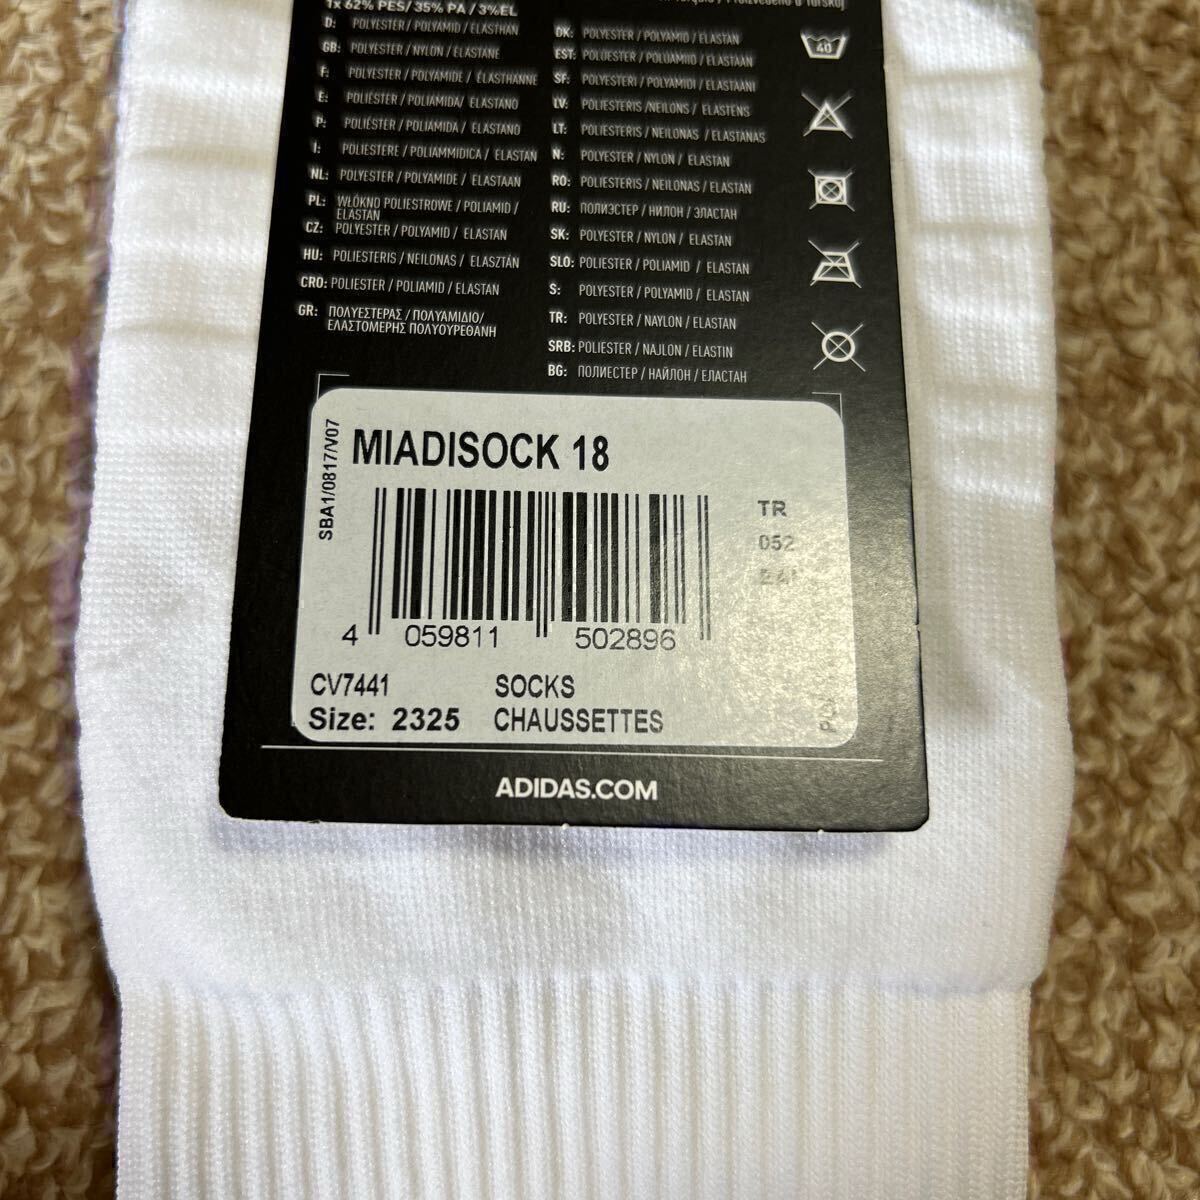 1x 62% PES/ 35% PA / 3%EL
D: POLYESTER / POLYAMID / ELASTHAN
GB: POLYESTER / NYLON / ELASTANE
F: POLYESTER / POLYAMIDE / ÉLASTHANNE
E: POLIÉSTER / POLIAMIDA/ ELASTANO
P: POLIÉSTER / POLIAMIDA / ELASTANO
I: POLIESTERE / POLIAMMIDICA / ELASTAN
NL: POLYESTER / POLYAMIDE / ELASTAAN
PL: WŁÓKNO POLIESTROWE / POLIAMID /
ELASTAN
CZ: POLYESTER / POLYAMID / ELASTAN
HU: POLIESTERIS / NEILONAS / ELASZTÁN
CRO: POLIESTER / POLIAMID / ELASTAN
GR: ΠΟΛΥΕΣΤΕΡΑΣ / ΠΟΛΥΑΜΙΔΙΟ/
ΕΛΑΣΤΟΜΕΡΗΣ ΠΟΛΥΟΥΡΕΘΑΝΗ
DK: POLYESTER / POLYAMID / ELASTAN
EST: POLÜESTER / POLÜAMIID / ELASTAAN
SF: POLYESTERI / POLYAMIDI / ELASTAANI
LV: POLIESTERIS /NEILONS / ELASTENS
LT: POLIESTERIS / NEILONAS / ELASTANAS
N: POLYESTER / NYLON / ELASTAN
RO: POLIESTERIS / NEILONAS / ELASTAN
RU: ПОЛИЭСТЕР / НИЛОН / ЭЛАСТАН
SK: POLYESTER / NYLON / ELASTAN
SLO: POLIESTER / POLIAMID / ELASTAN
S: POLYESTER / POLYAMID / ELASTAN
TR: POLYESTER / NAYLON / ELASTAN
SRB: POLIESTER / NAJLON / ELASTIN
BG: ПОЛИЕСТЕР / НАЙЛОН / ЕЛАСТАН
40
SBA1/0817/V07
MIADISOCK 18
TR
052
4 059811 502896
CV7441 SOCKS
Size: 2325 CHAUSSETTES
ADIDAS.COM